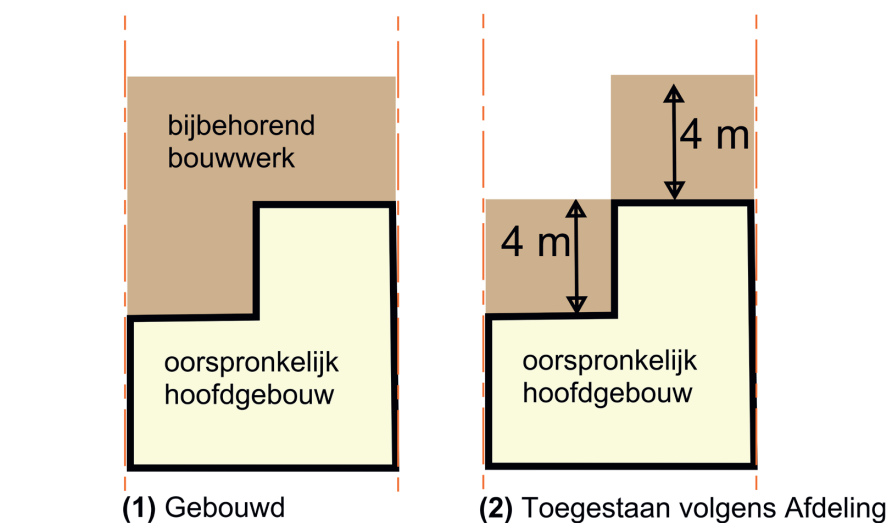 bijbehorend
bouwwerk
oorspronkelijk
hoofdgebouw
(1) Gebouwd
4 m
4 m
oorspronkelijk
hoofdgebouw
(2) Toegestaan volgens Afdeling